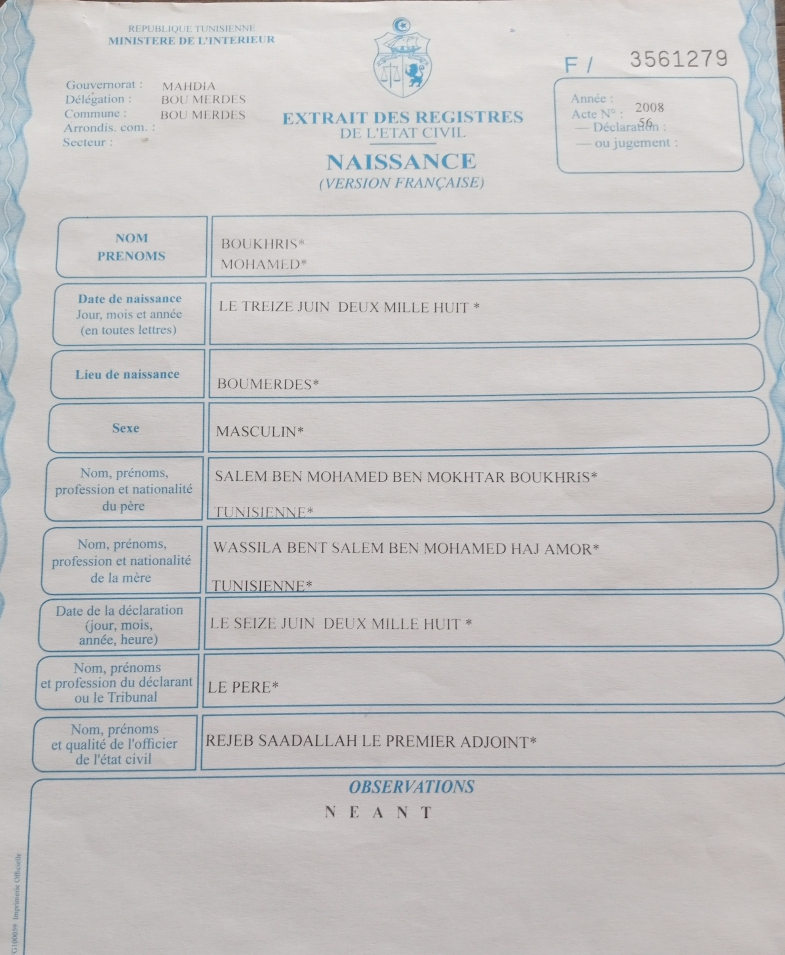 REPUBLIQUE TUNISIENNE
MINISTERE DE L'INTERIEUR
F / 3561279
Gouvernorat : MAHDIA
Délégation : BOU MERDES
Commune : BOU MERDES
Arrondis. com. :
Secteur :
EXTRAIT DES REGISTRES
DE L'ETAT CIVIL
NAISSANCE
(VERSION FRANÇAISE)
Année : 2008
Acte N° : 56
— Déclaration :
— ou jugement :
NOM
PRENOMS
BOUKHRIS*
MOHAMED*
Date de naissance
Jour, mois et année
(en toutes lettres)
LE TREIZE JUIN DEUX MILLE HUIT *
Lieu de naissance
BOUMERDES*
Sexe
MASCULIN*
Nom, prénoms,
profession et nationalité
du père
SALEM BEN MOHAMED BEN MOKHTAR BOUKHRIS*
TUNISIENNE*
Nom, prénoms,
profession et nationalité
de la mère
WASSILA BENT SALEM BEN MOHAMED HAJ AMOR*
TUNISIENNE*
Date de la déclaration
(jour, mois,
année, heure)
LE SEIZE JUIN DEUX MILLE HUIT *
Nom, prénoms
et profession du déclarant
ou le Tribunal
LE PERE*
Nom, prénoms
et qualité de l'officier
de l'état civil
REJEB SAADALLAH LE PREMIER ADJOINT*
OBSERVATIONS
N E A N T
G100059 Imprimerie Officielle